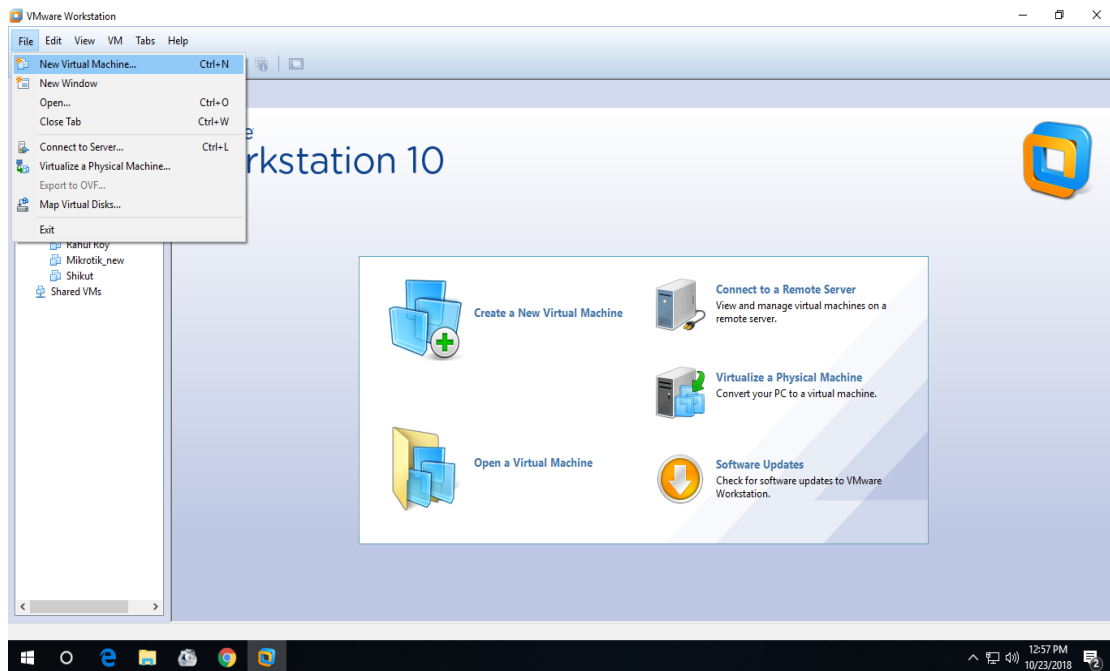 VMware Workstation
File Edit View VM Tabs Help
New Virtual Machine... Ctrl+N
New Window
Open... Ctrl+O
Close Tab Ctrl+W
Connect to Server... Ctrl+L
Virtualize a Physical Machine...
Export to OVF...
Map Virtual Disks...
Exit
rkstation 10
Rahul Roy
Mikrotik_new
Shikut
Shared VMs
Create a New Virtual Machine
Open a Virtual Machine
Connect to a Remote Server
View and manage virtual machines on a
remote server.
Virtualize a Physical Machine
Convert your PC to a virtual machine.
Software Updates
Check for software updates to VMware
Workstation.
12:57 PM
10/23/2018
2